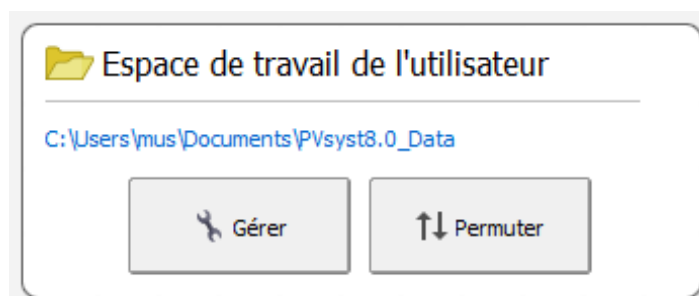 Espace de travail de l'utilisateur
C:\Users\mus\Documents\PVsyst8.0_Data
Gérer
Permuter